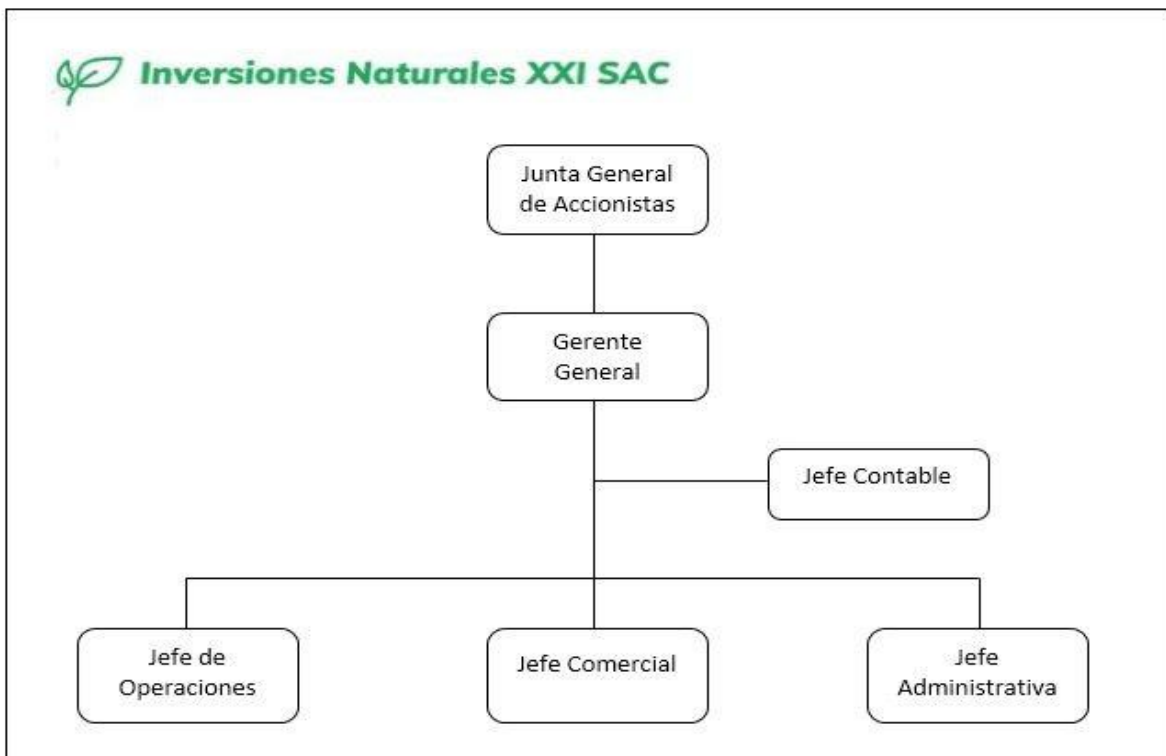 Inversiones Naturales XXI SAC
Junta General
de Accionistas
Gerente
General
Jefe Contable
Jefe de
Operaciones
Jefe Comercial
Jefe
Administrativa